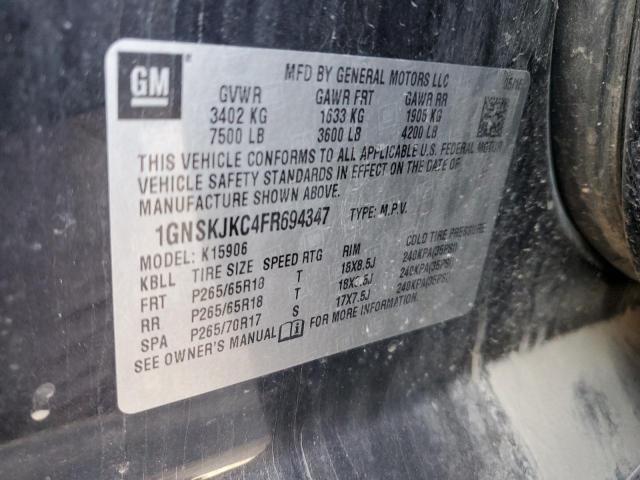 GM
MFD BY GENERAL MOTORS LLC 05/15
GVWR GAWR FRT GAWR RR
3402 KG 1633 KG 1905 KG
7500 LB 3600 LB 4200 LB
THIS VEHICLE CONFORMS TO ALL APPLICABLE U.S. FEDERAL MOTOR
VEHICLE SAFETY STANDARDS IN EFFECT ON THE DATE OF
MANUFACTURE SHOWN ABOVE.
1GNSKJKC4FR694347 TYPE: M.P.V.
MODEL: K15906
KBLL TIRE SIZE SPEED RTG RIM COLD TIRE PRESSURE
FRT P265/65R18 T 18X8.5J 240KPA(35PSI)
RR P265/65R18 T 18X8.5J 240KPA(35PSI)
SPA P265/70R17 S 17X7.5J 240KPA(35PSI)
SEE OWNER'S MANUAL FOR MORE INFORMATION.